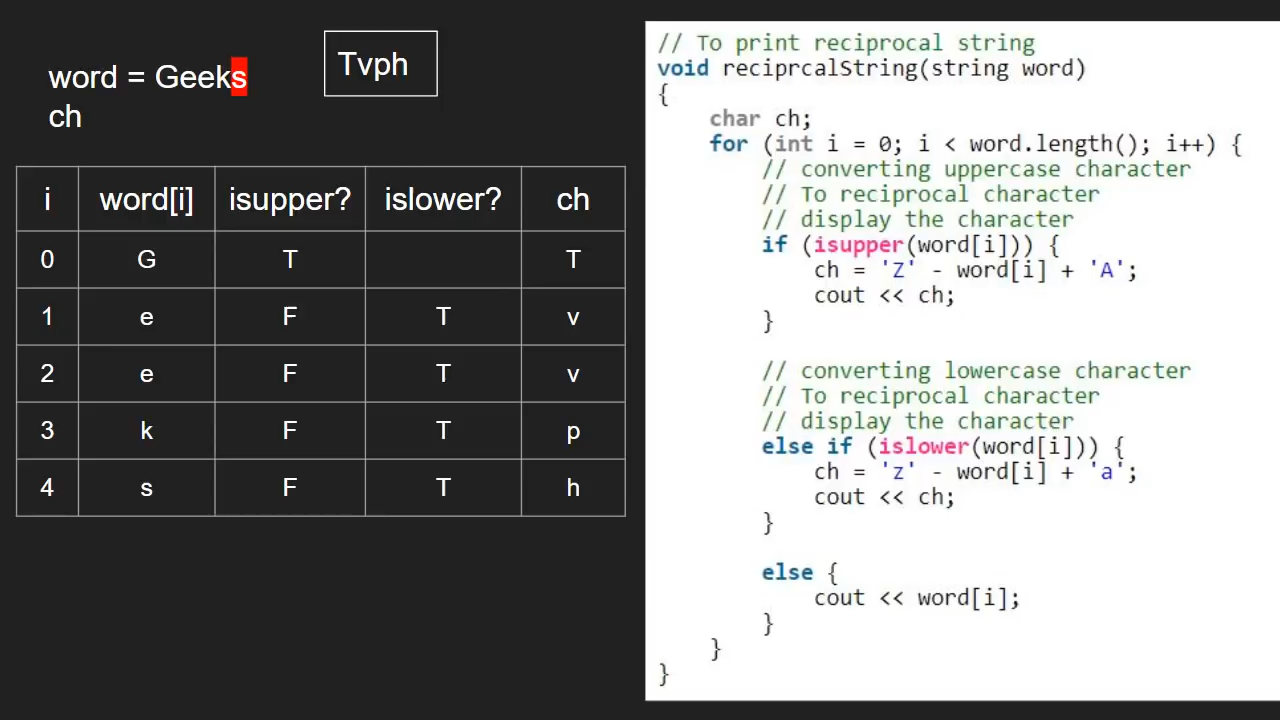 word = Geeks
ch
Tvph
i word[i] isupper? islower? ch
0 G T T
1 e F T v
2 e F T v
3 k F T p
4 s F T h
// To print reciprocal string
void reciprcalString(string word)
{
char ch;
for (int i = 0; i < word.length(); i++) {
// converting uppercase character
// To reciprocal character
// display the character
if (isupper(word[i])) {
ch = 'Z' - word[i] + 'A';
cout << ch;
}
// converting lowercase character
// To reciprocal character
// display the character
else if (islower(word[i])) {
ch = 'z' - word[i] + 'a';
cout << ch;
}
else {
cout << word[i];
}
}
}